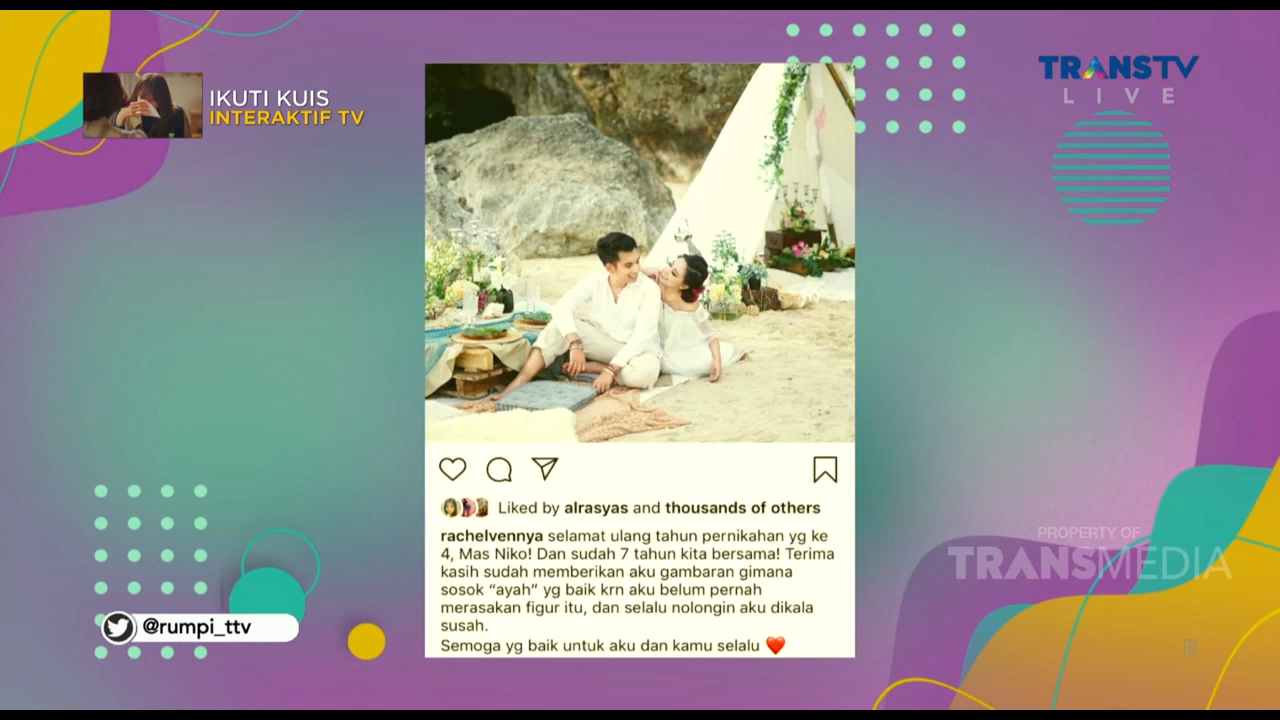 IKUTI KUIS
INTERAKTIF TV
TRANSTV
LIVE
Liked by alrasyas and thousands of others
rachelvennya selamat ulang tahun pernikahan yg ke
4, Mas Niko! Dan sudah 7 tahun kita bersama! Terima
kasih sudah memberikan aku gambaran gimana
sosok “ayah” yg baik krn aku belum pernah
merasakan figur itu, dan selalu nolongin aku dikala
susah.
Semoga yg baik untuk aku dan kamu selalu ❤️
PROPERTY OF
TRANSMEDIA
@rumpi_ttv
R